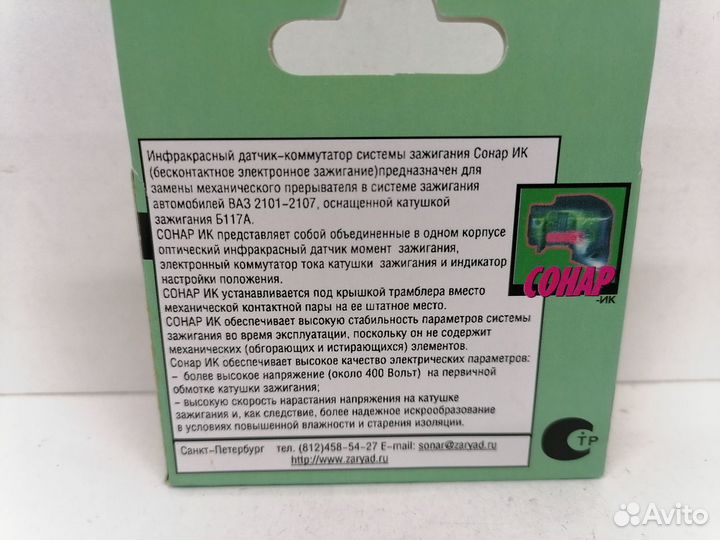 Инфракрасный датчик-коммутатор системы зажигания Сонар ИК
(бесконтактное электронное зажигание)предназначен для
замены механического прерывателя в системе зажигания
автомобилей ВАЗ 2101-2107, оснащенной катушкой
зажигания Б117А.
СОНАР ИК представляет собой объединенные в одном корпусе
оптический инфракрасный датчик момент зажигания,
электронный коммутатор тока катушки зажигания и индикатор
настройки положения.
СОНАР ИК устанавливается под крышкой трамблера вместо
механической контактной пары на ее штатное место.
СОНАР ИК обеспечивает высокую стабильность параметров системы
зажигания во время эксплуатации, поскольку он не содержит
механических (обгорающих и истирающихся) элементов.
Сонар ИК обеспечивает высокое качество электрических параметров:
- более высокое напряжение (около 400 Вольт) на первичной
обмотке катушки зажигания;
- высокую скорость нарастания напряжения на катушке
зажигания и, как следствие, более надежное искрообразование
в условиях повышенной влажности и старения изоляции.
Санкт-Петербург тел. (812)458-54-27 E-mail: sonar@zaryad.ru
http://www.zaryad.ru
СОНАР
-ИК
СТР
Avito